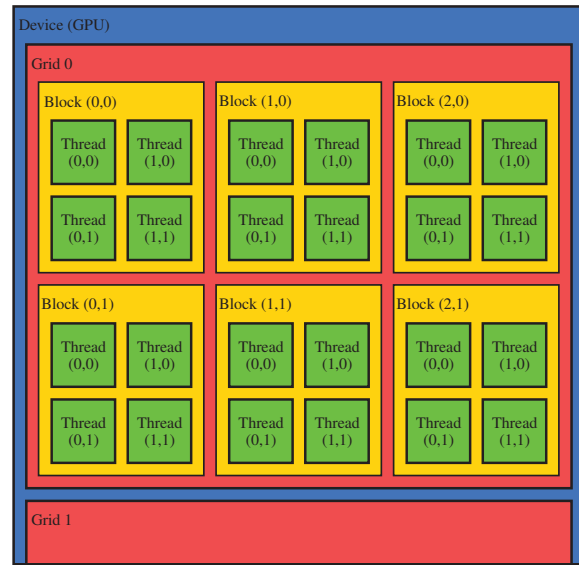 Device (GPU)
Grid 0
Block (0,0)
Thread
(0,0)
Thread
(1,0)
Thread
(0,1)
Thread
(1,1)
Block (1,0)
Thread
(0,0)
Thread
(1,0)
Thread
(0,1)
Thread
(1,1)
Block (2,0)
Thread
(0,0)
Thread
(1,0)
Thread
(0,1)
Thread
(1,1)
Block (0,1)
Thread
(0,0)
Thread
(1,0)
Thread
(0,1)
Thread
(1,1)
Block (1,1)
Thread
(0,0)
Thread
(1,0)
Thread
(0,1)
Thread
(1,1)
Block (2,1)
Thread
(0,0)
Thread
(1,0)
Thread
(0,1)
Thread
(1,1)
Grid 1